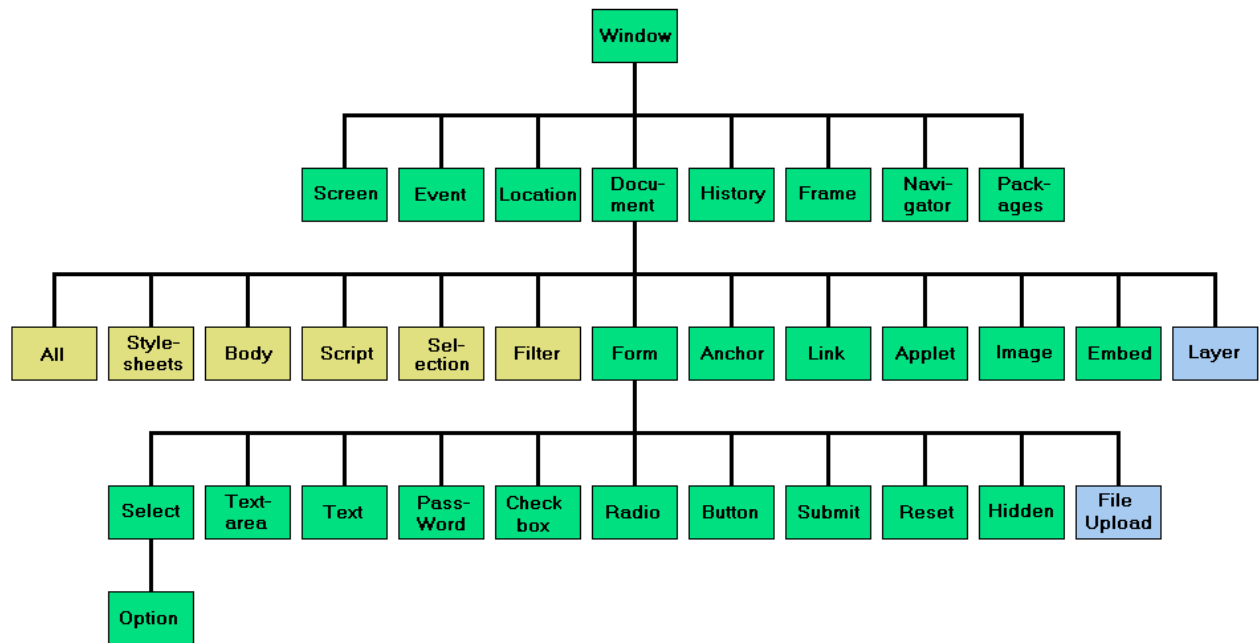 Window
Screen
Event
Location
Docu-
ment
History
Frame
Navi-
gator
Pack-
ages
All
Style-
sheets
Body
Script
Sel-
ection
Filter
Form
Anchor
Link
Applet
Image
Embed
Layer
Select
Text-
area
Text
Pass-
Word
Check
box
Radio
Button
Submit
Reset
Hidden
File
Upload
Option